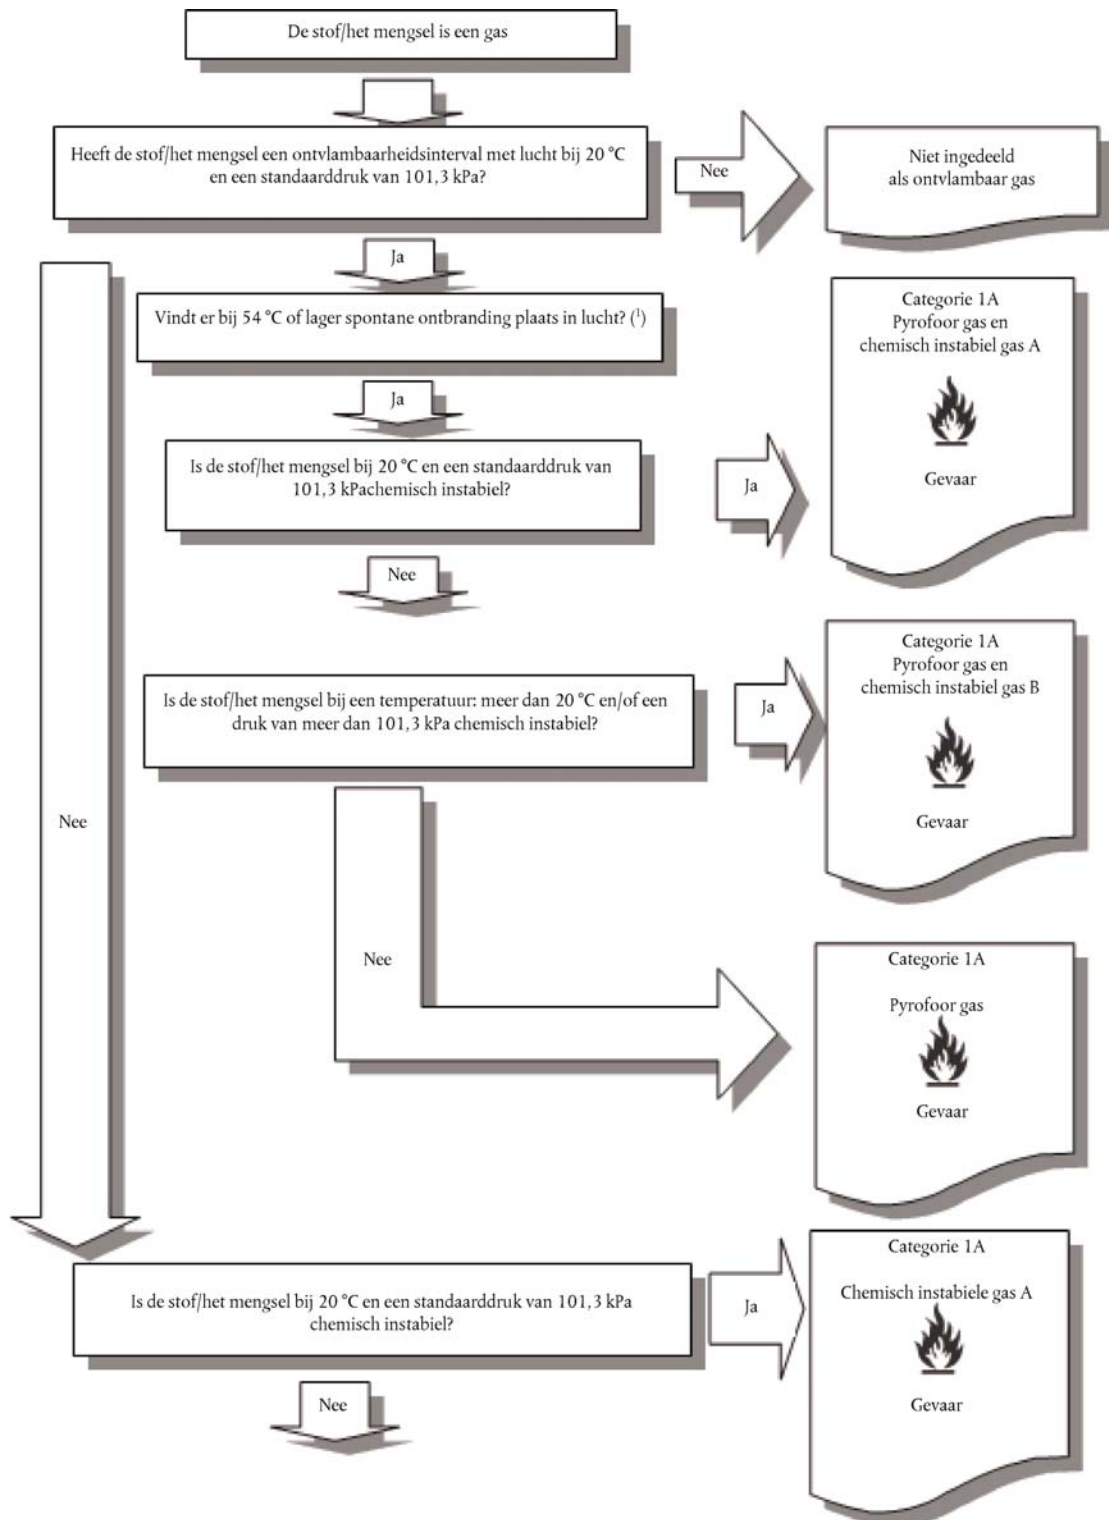 De stof/het mengsel is een gas
Heeft de stof/het mengsel een ontvlambaarheidsinterval met lucht bij 20 °C
en een standaarddruk van 101,3 kPa?
Nee
Niet ingedeeld
als ontvlambaar gas
Ja
Vindt er bij 54 °C of lager spontane ontbranding plaats in lucht? (¹)
Categorie 1A
Pyrofoor gas en
chemisch instabiel gas A
Gevaar
Ja
Is de stof/het mengsel bij 20 °C en een standaarddruk van
101,3 kPachemisch instabiel?
Ja
Nee
Is de stof/het mengsel bij een temperatuur: meer dan 20 °C en/of een
druk van meer dan 101,3 kPa chemisch instabiel?
Ja
Categorie 1A
Pyrofoor gas en
chemisch instabiel gas B
Gevaar
Nee
Nee
Categorie 1A
Pyrofoor gas
Gevaar
Is de stof/het mengsel bij 20 °C en een standaarddruk van 101,3 kPa
chemisch instabiel?
Ja
Categorie 1A
Chemisch instabiele gas A
Gevaar
Nee